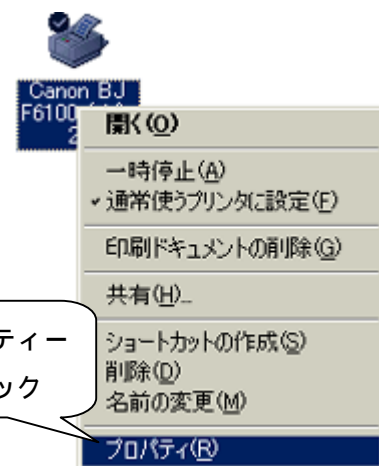 Canon BJ
F6100
2
開く(O)
一時停止(A)
通常使うプリンタに設定(F)
印刷ドキュメントの削除(G)
共有(H)...
ショートカットの作成(S)
削除(D)
名前の変更(M)
プロパティ(R)
ティー
ック